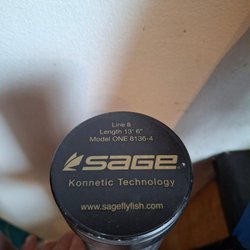 Line 8
Length 13' 6"
Model ONE 8136-4
SAGE
Konnetic Technology
www.sageflyfish.com